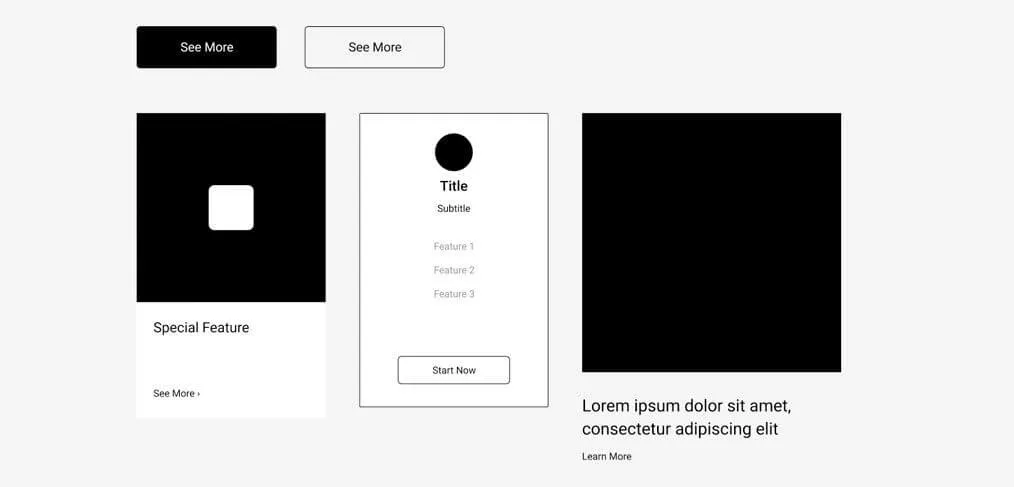 See More
See More
Special Feature
See More ›
Title
Subtitle
Feature 1
Feature 2
Feature 3
Start Now
Lorem ipsum dolor sit amet,
consectetur adipiscing elit
Learn More